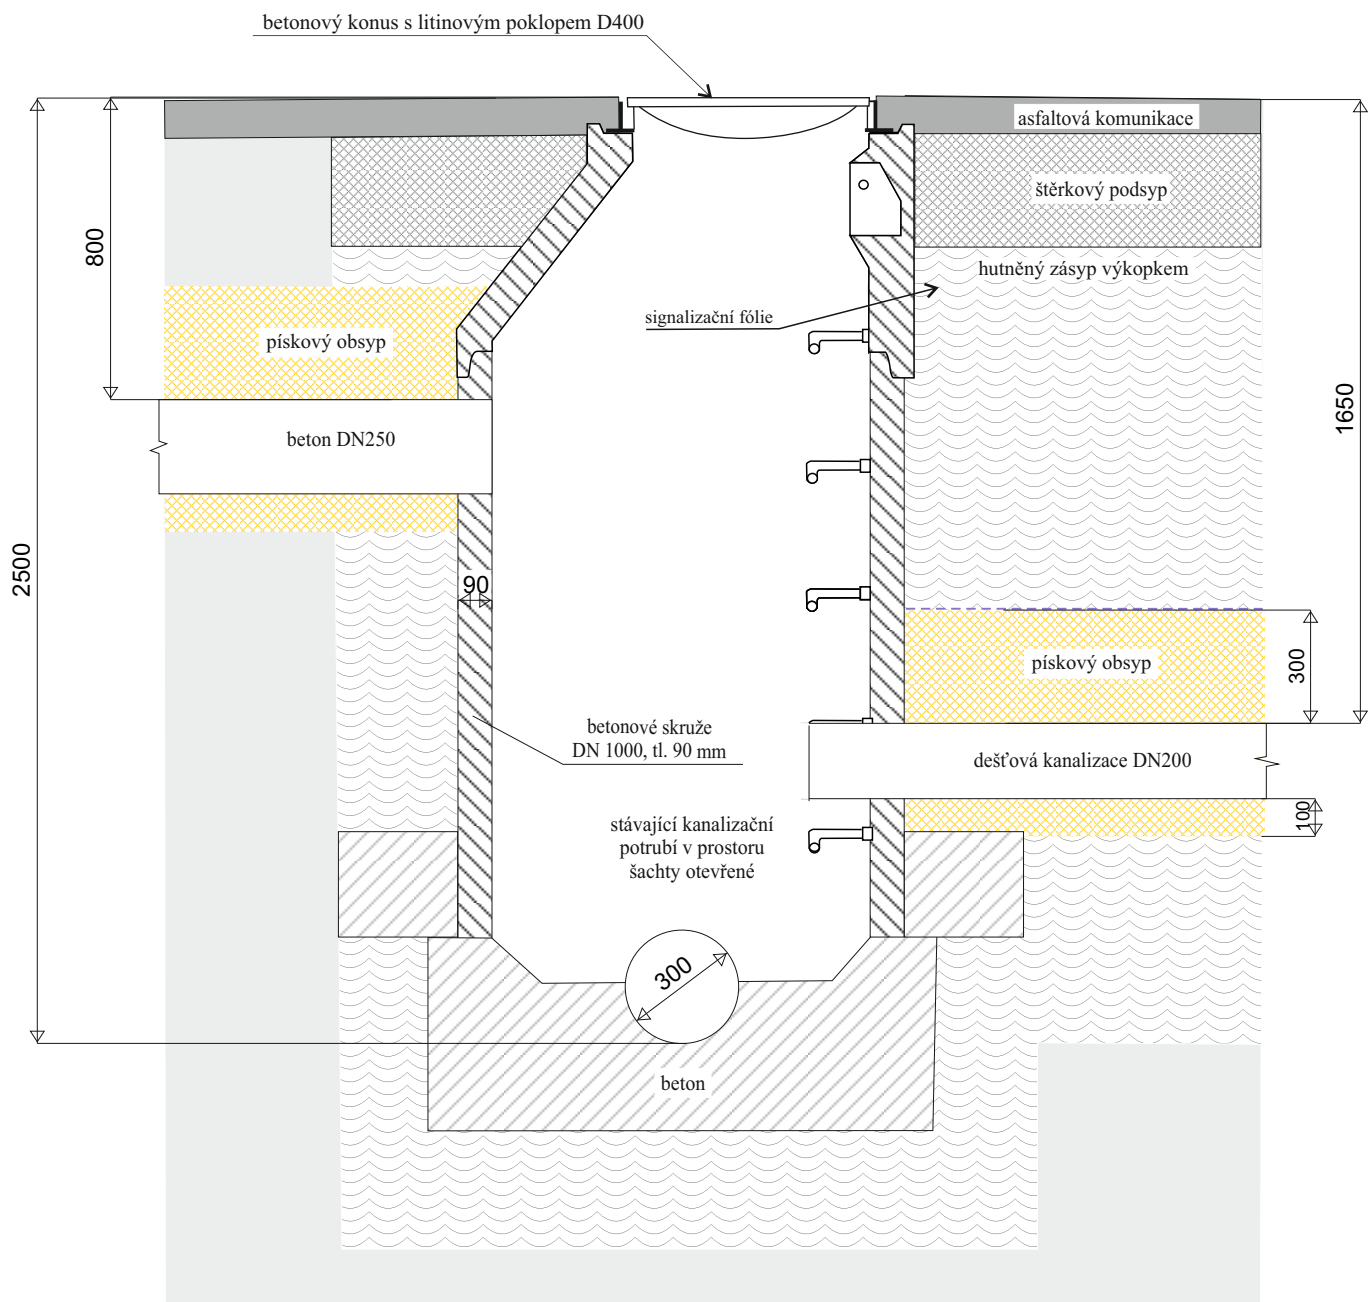 betonový konus s litinovým poklopem D400
asfaltová komunikace
štěrkový podsyp
800
hutněný zásyp výkopkem
signalizační fólie
pískový obsyp
1650
beton DN250
2500
90
pískový obsyp
300
betonové skruže
DN 1000, tl. 90 mm
dešťová kanalizace DN200
100
stávající kanalizační
potrubí v prostoru
šachty otevřené
300
beton